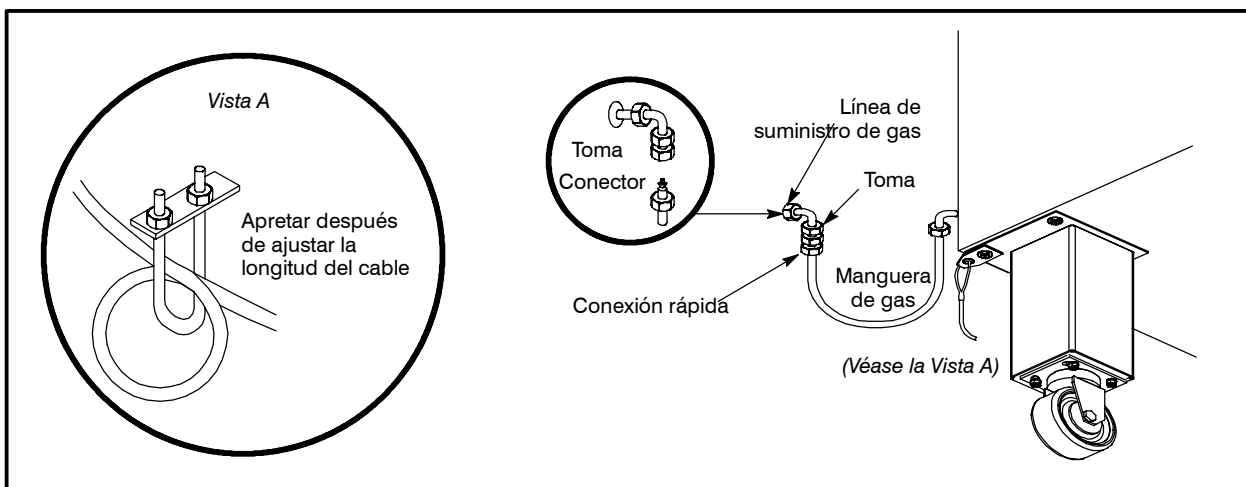 Vista A
Apretar después
de ajustar la
longitud del cable
Toma
Conector
Línea de
suministro de gas
Toma
Conexión rápida
Manguera
de gas
(Véase la Vista A)